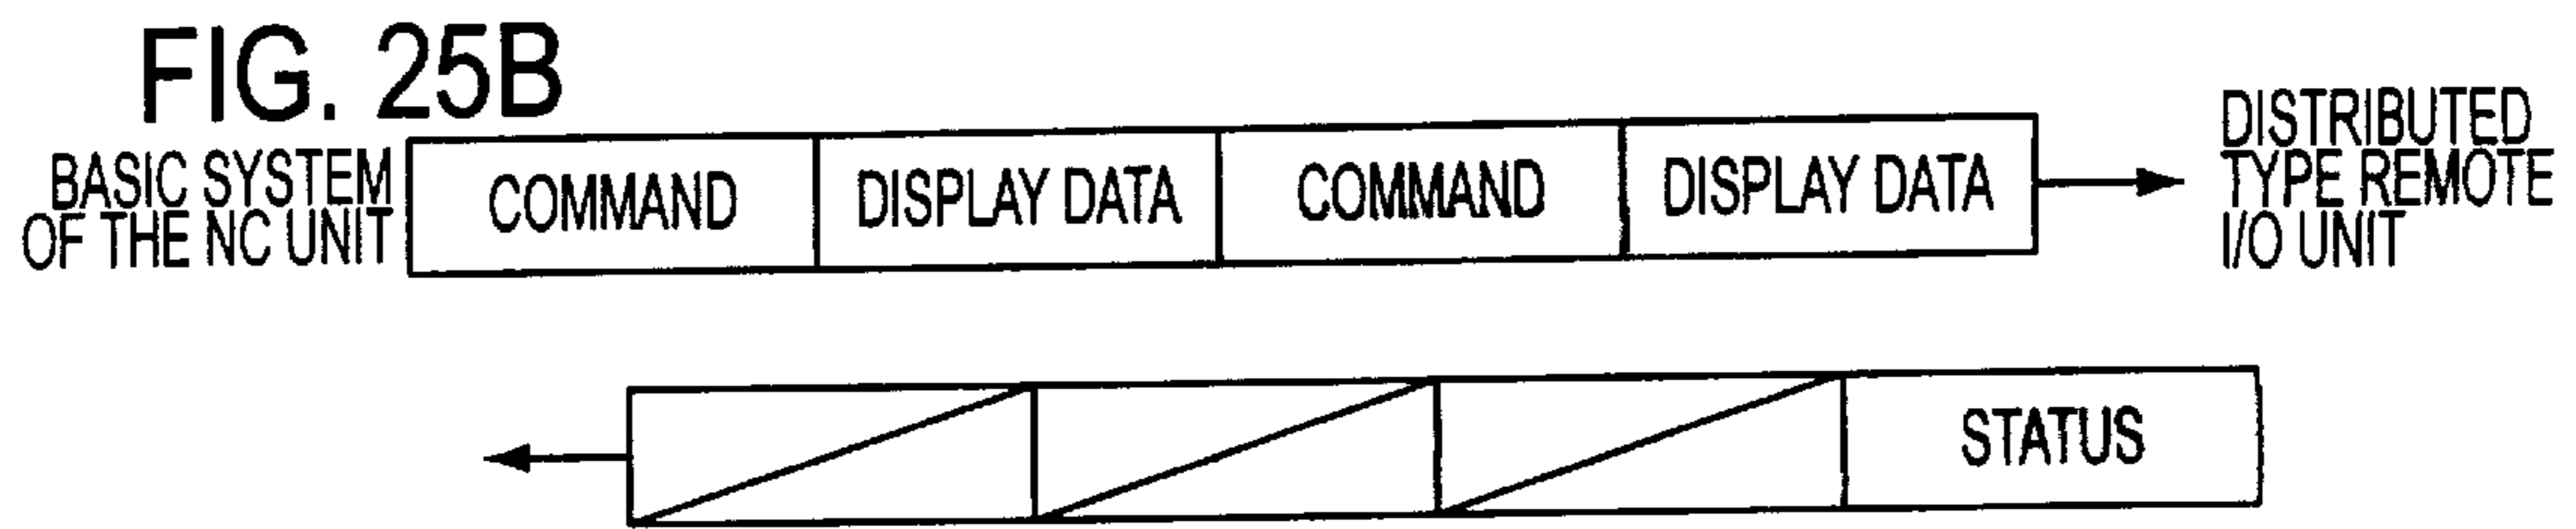 FIG. 25B
BASIC SYSTEM
OF THE NC UNIT
COMMAND
DISPLAY DATA
COMMAND
DISPLAY DATA
DISTRIBUTED
TYPE REMOTE
I/O UNIT
STATUS